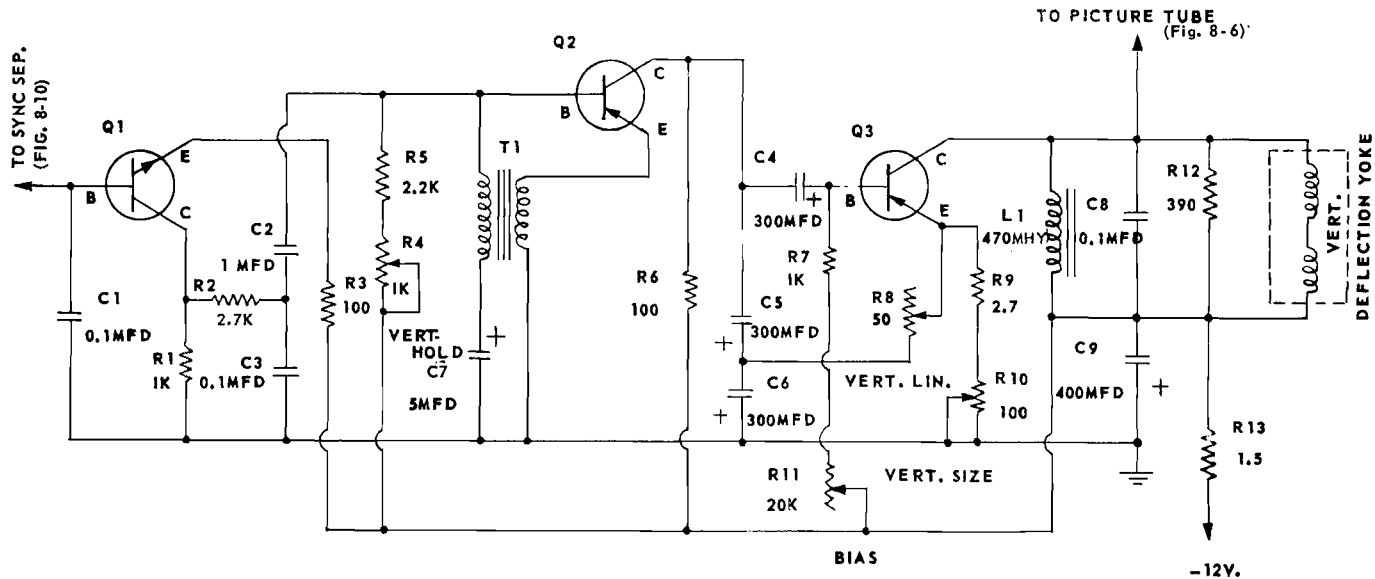 TO PICTURE TUBE
(Fig. 8-6)
TO SYNC SEP.
(FIG. 8-10)
Q1
E
B
C
C1
0.1MFD
R1
1K
R2
2.7K
C2
1 MFD
C3
0.1MFD
R3
100
R5
2.2K
R4
1K
VERT.
HOLD
C7
5MFD
+
T1
Q2
C
B
E
R6
100
C4
300MFD
+
C5
300MFD
+
C6
300MFD
+
R7
1K
R11
20K
BIAS
Q3
C
B
E
R8
50
VERT. LIN.
R9
2.7
R10
100
VERT. SIZE
L1
470MHY
C8
0.1MFD
C9
400MFD
+
R12
390
R13
1.5
-12V.
VERT.
DEFLECTION YOKE